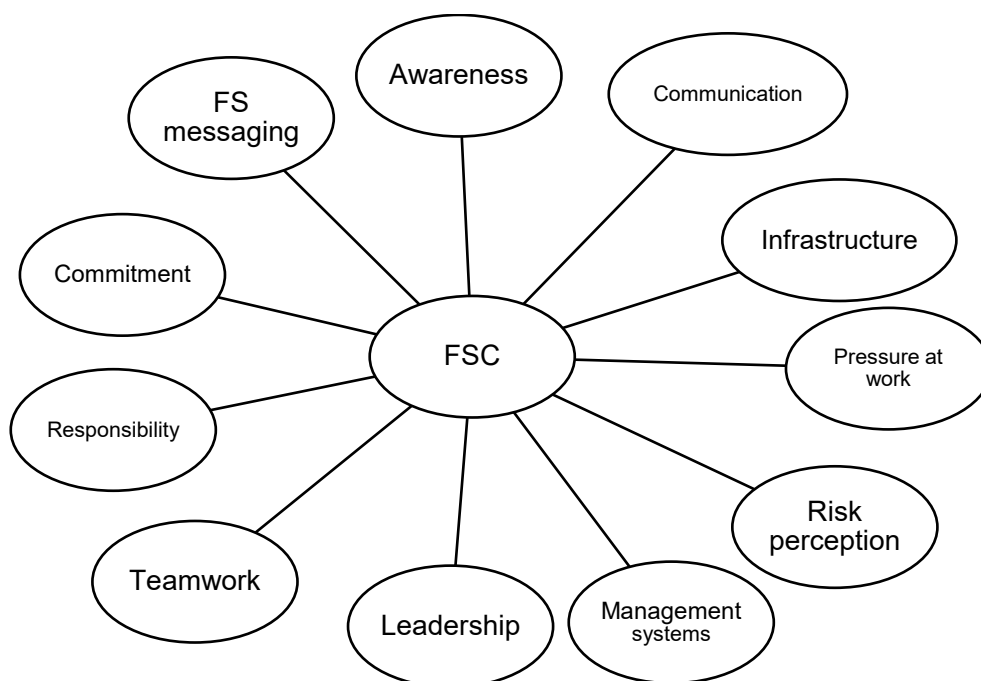 Awareness
Communication
FS
messaging
Infrastructure
Commitment
FSC
Pressure at
work
Responsibility
Risk
perception
Teamwork
Management
systems
Leadership